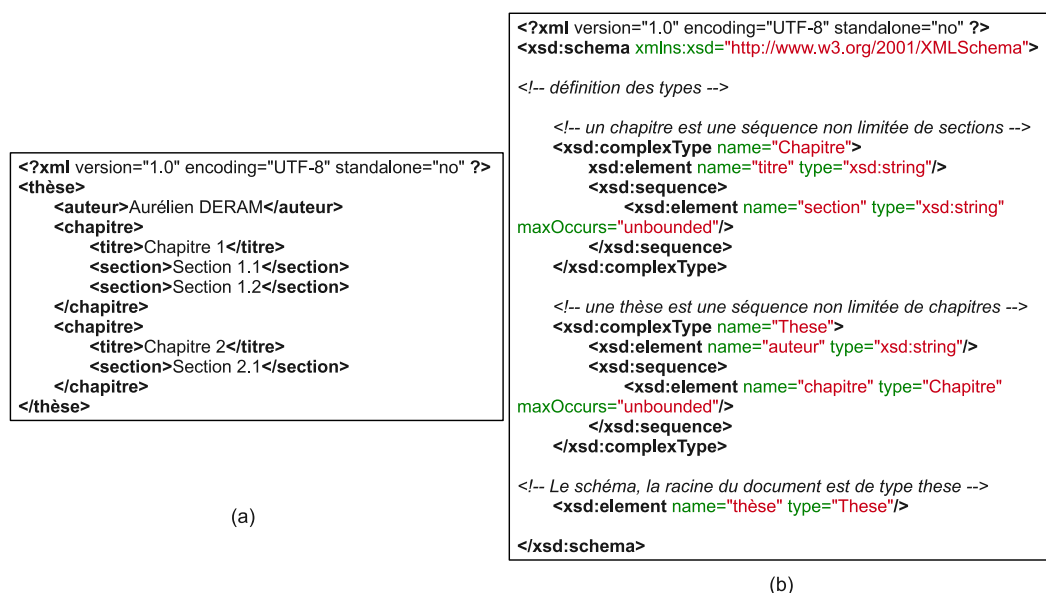 <?xml version="1.0" encoding="UTF-8" standalone="no" ?>
<thèse>
<auteur>Aurélien DERAM</auteur>
<chapitre>
<titre>Chapitre 1</titre>
<section>Section 1.1</section>
<section>Section 1.2</section>
</chapitre>
<chapitre>
<titre>Chapitre 2</titre>
<section>Section 2.1</section>
</chapitre>
</thèse>
(a)
<?xml version="1.0" encoding="UTF-8" standalone="no" ?>
<xsd:schema xmlns:xsd="http://www.w3.org/2001/XMLSchema">
<!-- définition des types -->
<!-- un chapitre est une séquence non limitée de sections -->
<xsd:complexType name="Chapitre">
xsd:element name="titre" type="xsd:string"/>
<xsd:sequence>
<xsd:element name="section" type="xsd:string"
maxOccurs="unbounded"/>
</xsd:sequence>
</xsd:complexType>
<!-- une thèse est une séquence non limitée de chapitres -->
<xsd:complexType name="These">
<xsd:element name="auteur" type="xsd:string"/>
<xsd:sequence>
<xsd:element name="chapitre" type="Chapitre"
maxOccurs="unbounded"/>
</xsd:sequence>
</xsd:complexType>
<!-- Le schéma, la racine du document est de type these -->
<xsd:element name="thèse" type="These"/>
</xsd:schema>
(b)